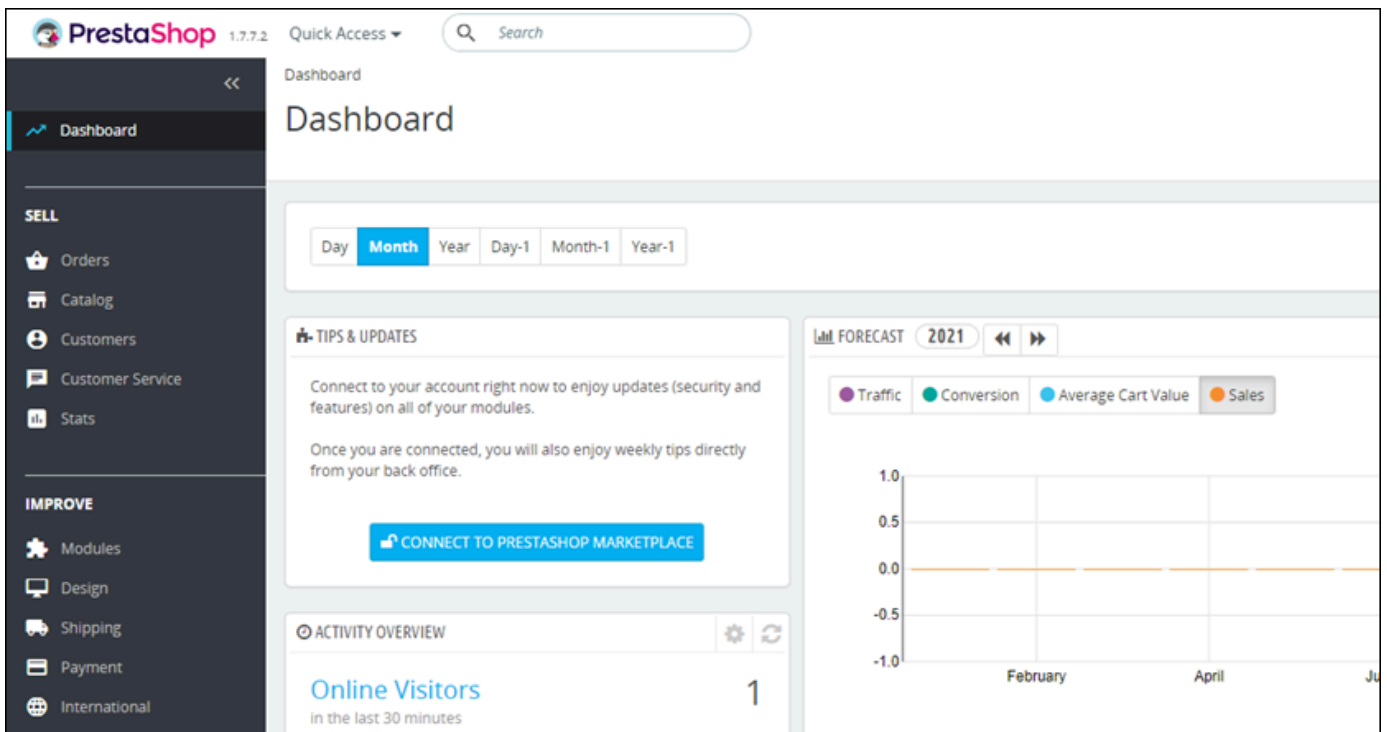 PrestaShop 1.7.7.2 Quick Access Search
Dashboard
Dashboard
Dashboard
SELL
Orders
Catalog
Customers
Customer Service
Stats
IMPROVE
Modules
Design
Shipping
Payment
International
Day Month Year Day-1 Month-1 Year-1
TIPS & UPDATES
Connect to your account right now to enjoy updates (security and
features) on all of your modules.
Once you are connected, you will also enjoy weekly tips directly
from your back office.
CONNECT TO PRESTASHOP MARKETPLACE
ACTIVITY OVERVIEW
Online Visitors 1
in the last 30 minutes
FORECAST 2021
Traffic Conversion Average Cart Value Sales
1.0
0.5
0.0
-0.5
-1.0
February April